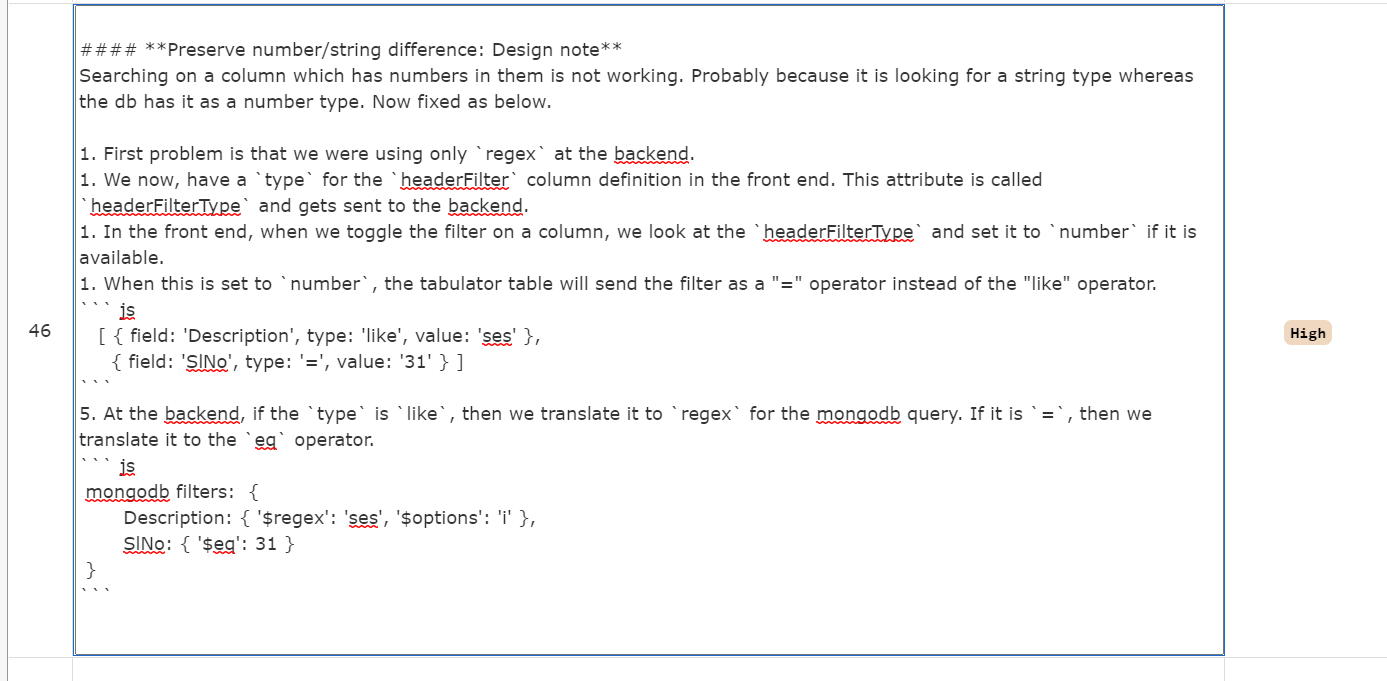 #### **Preserve number/string difference: Design note**
Searching on a column which has numbers in them is not working. Probably because it is looking for a string type whereas
the db has it as a number type. Now fixed as below.
1. First problem is that we were using only `regex` at the backend.
1. We now, have a `type` for the `headerFilter` column definition in the front end. This attribute is called
`headerFilterType` and gets sent to the backend.
1. In the front end, when we toggle the filter on a column, we look at the `headerFilterType` and set it to `number` if it is
available.
1. When this is set to `number`, the tabulator table will send the filter as a "=" operator instead of the "like" operator.
``` js
[ { field: 'Description', type: 'like', value: 'ses' },
{ field: 'SlNo', type: '=', value: '31' } ]
```
46
High
5. At the backend, if the `type` is `like`, then we translate it to `regex` for the mongodb query. If it is `=`, then we
translate it to the `eq` operator.
``` js
mongodb filters:  {
Description: { '$regex': 'ses', '$options': 'i' },
SlNo: { '$eq': 31 }
}
```